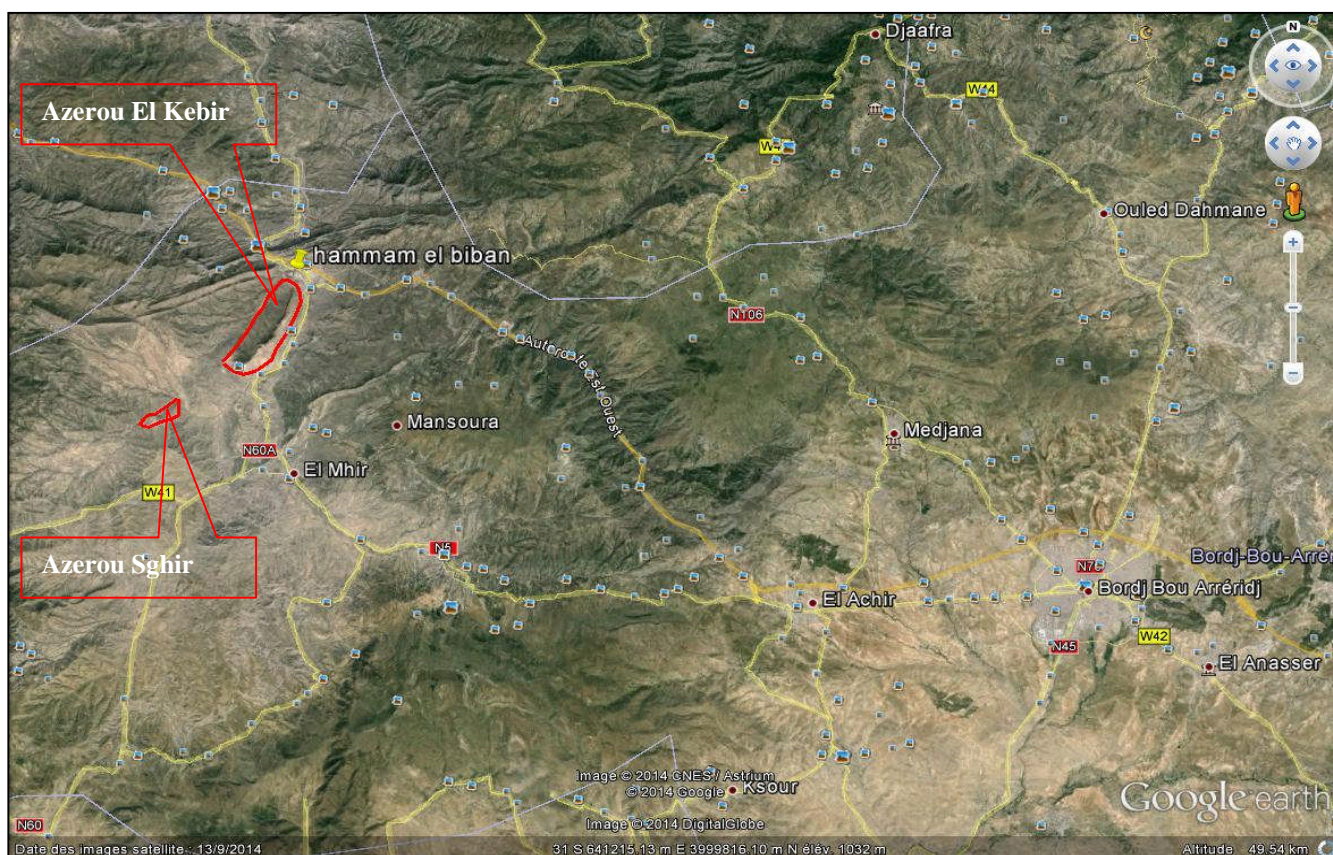 N
Djaafra
W44
Azerou El Kebir
Ouled Dahmane
hammam el biban
N106
Autoroute Est Ouest
Mansoura
Medjana
N60A
El Mhir
W41
N5
Azerou Sghir
Bordj-Bou-Arréri
N76
Bordj Bou Arréridj
El Achir
W42
N45
El Anasser
Image © 2014 CNES / Astrium
© 2014 Google
Ksour
Image © 2014 DigitalGlobe
Google earth
N60
Date des images satellite : 13/9/2014
31 S 641215.13 m E 3999816.10 m N élév. 1032 m
Altitude 49.54 km